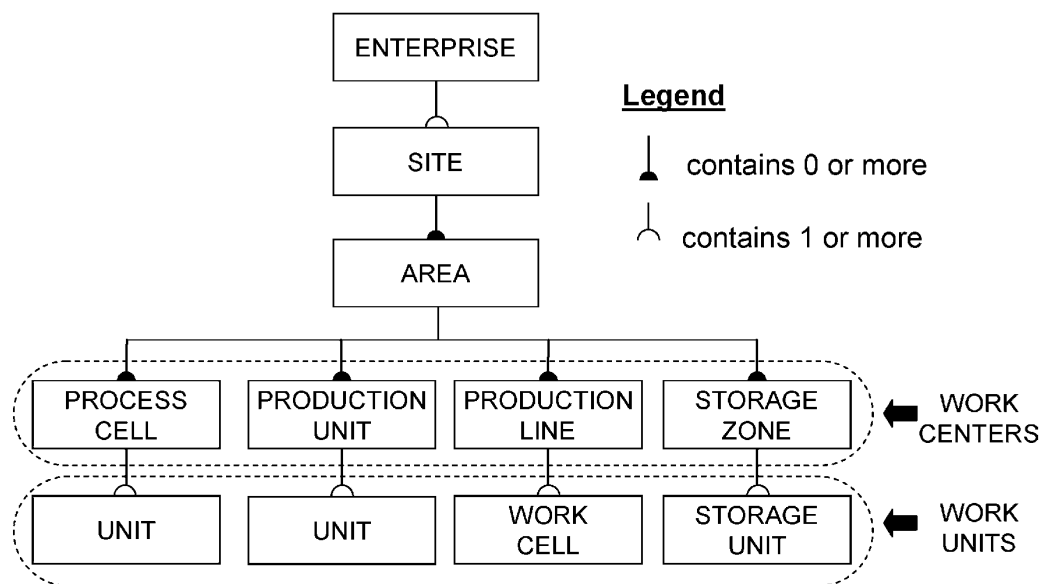 ENTERPRISE
Legend
SITE
contains 0 or more
contains 1 or more
AREA
PROCESS
CELL
PRODUCTION
UNIT
PRODUCTION
LINE
STORAGE
ZONE
WORK
CENTERS
UNIT
UNIT
WORK
CELL
STORAGE
UNIT
WORK
UNITS